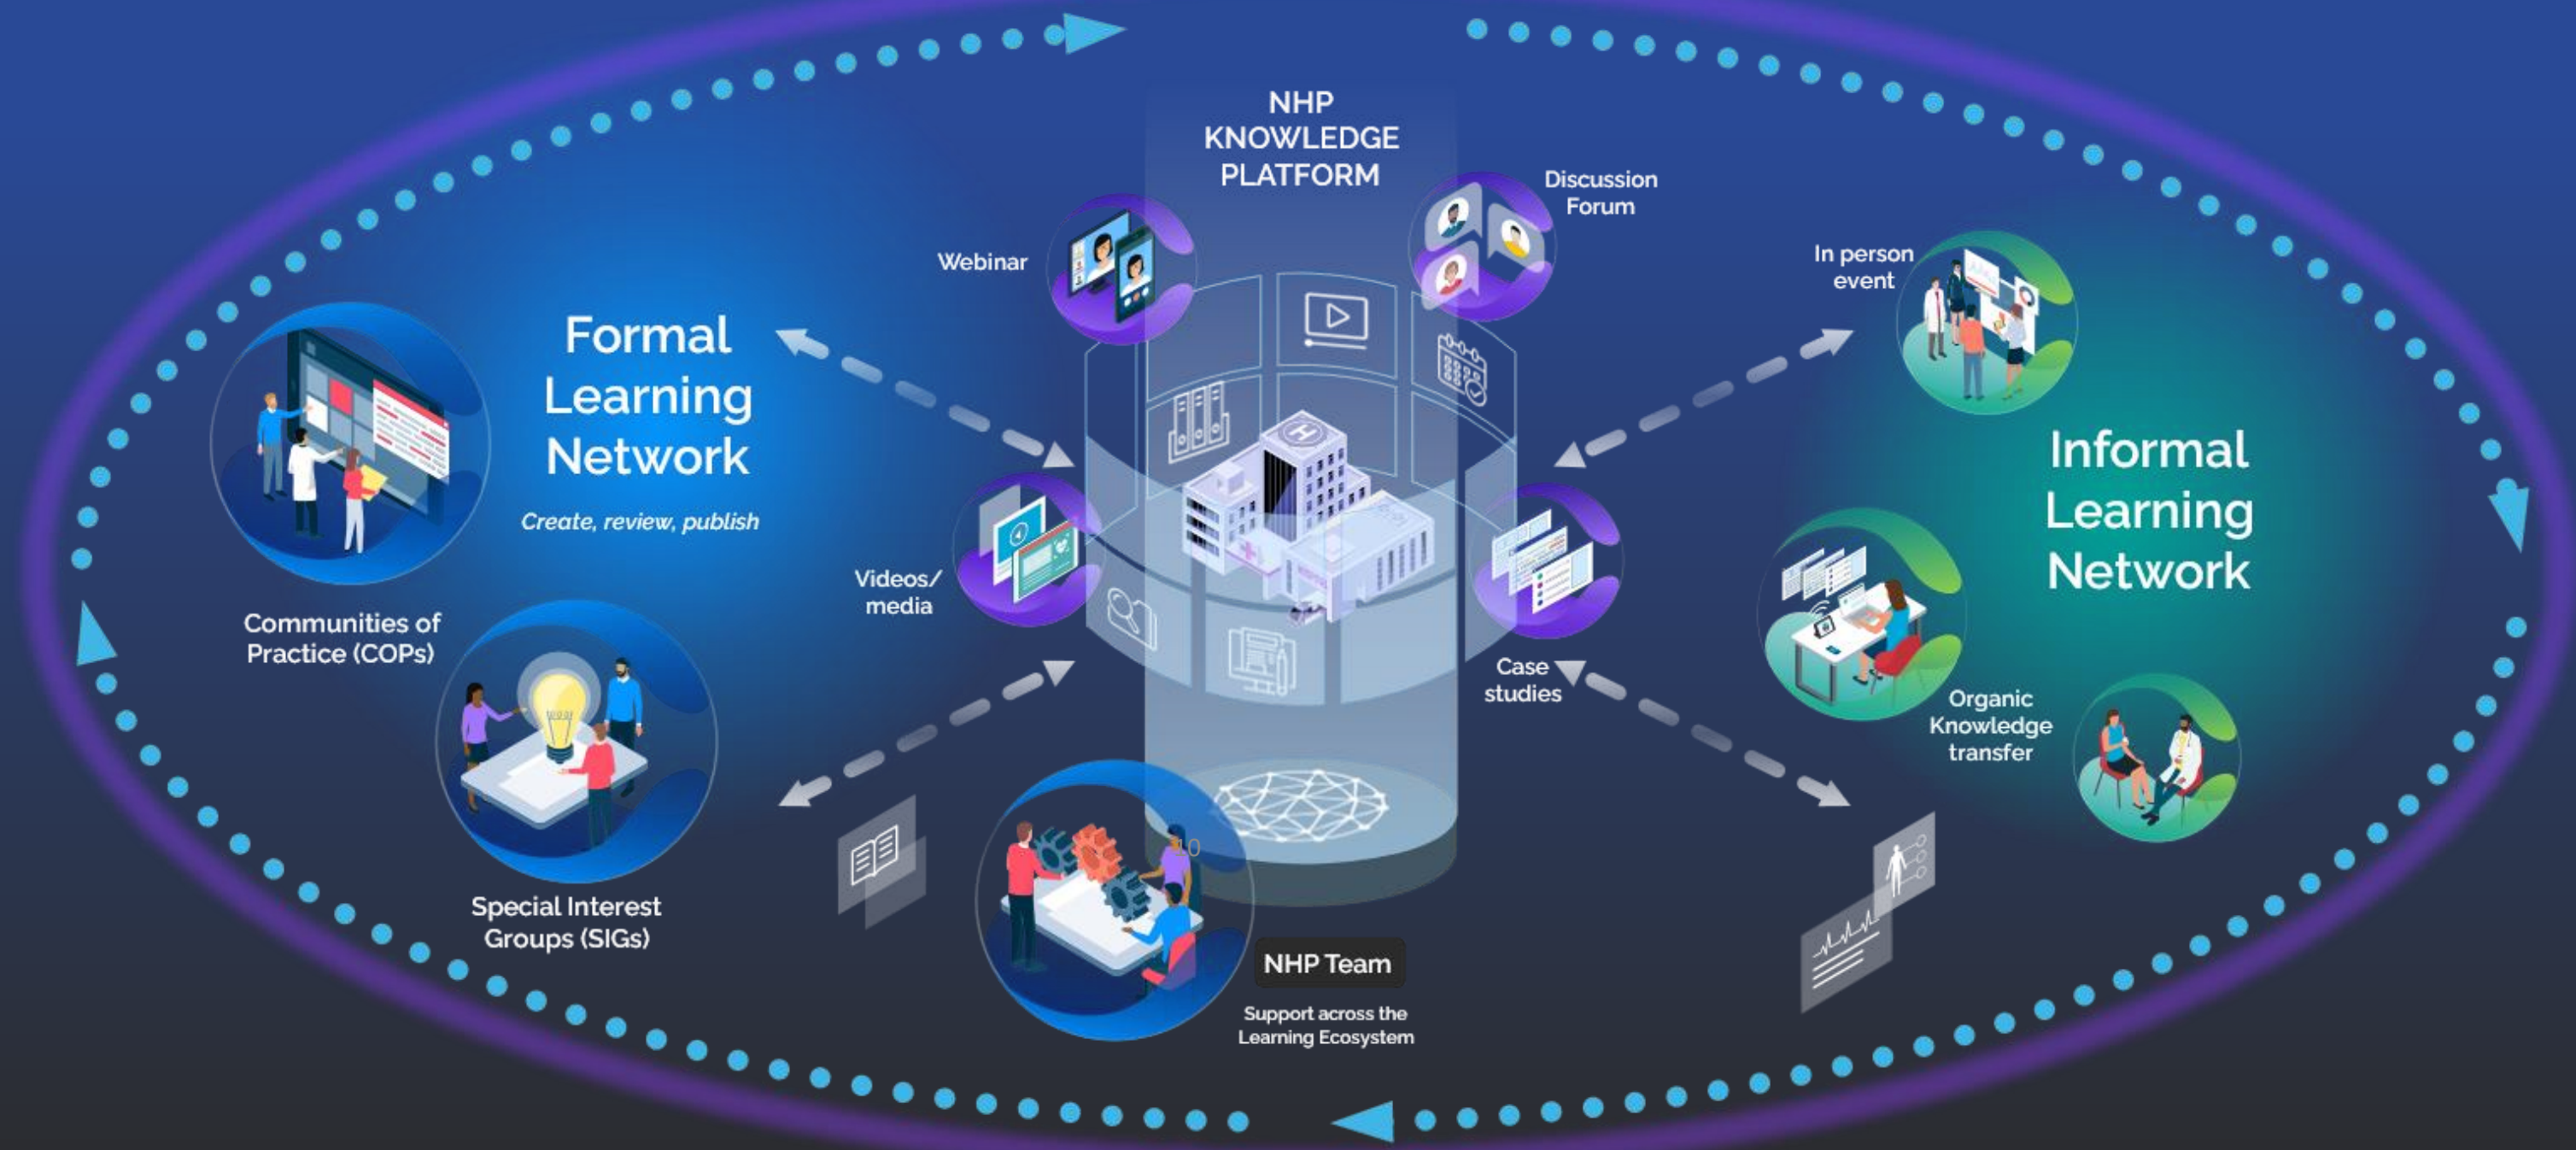 NHP
KNOWLEDGE
PLATFORM
Discussion
Forum
Webinar
In person
event
Formal
Learning
Network
Create, review, publish
Informal
Learning
Network
Videos/
media
Communities of
Practice (COPs)
Case
studies
Organic
Knowledge
transfer
10
Special Interest
Groups (SIGs)
NHP Team
Support across the
Learning Ecosystem
H